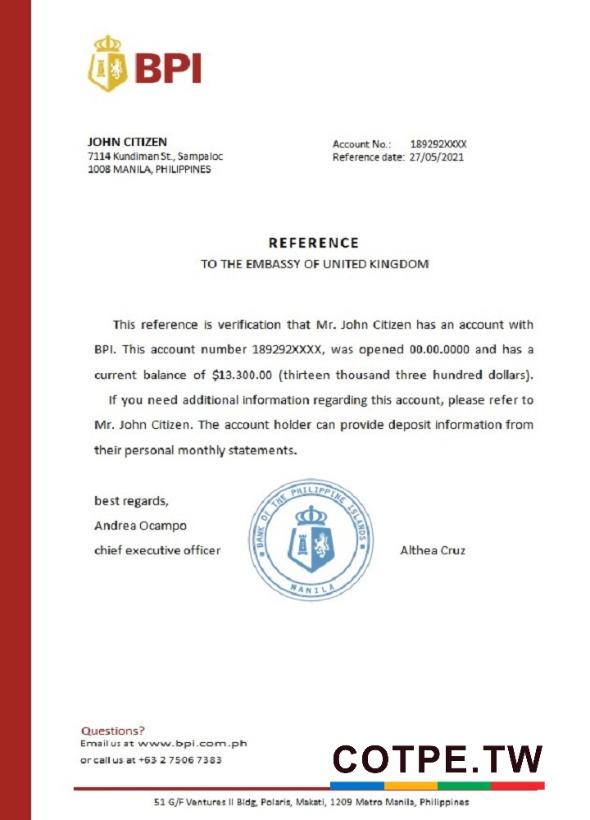 BPI
JOHN CITIZEN
7114 Kundiman St., Sampaloc
1008 MANILA, PHILIPPINES
Account No.: 189292XXXX
Reference date: 27/05/2021
REFERENCE
TO THE EMBASSY OF UNITED KINGDOM
This reference is verification that Mr. John Citizen has an account with
BPI. This account number 189292XXXX, was opened 00.00.0000 and has a
current balance of $13.300.00 (thirteen thousand three hundred dollars).
If you need additional information regarding this account, please refer to
Mr. John Citizen. The account holder can provide deposit information from
their personal monthly statements.
best regards,
Andrea Ocampo
chief executive officer
BANK OF THE PHILIPPINE ISLANDS
MANILA
Althea Cruz
Questions?
Email us at www.bpi.com.ph
or call us at +63 2 7506 7383
COTPE.TW
51 G/F Ventures II Bldg, Polaris, Makati, 1209 Metro Manila, Philippines